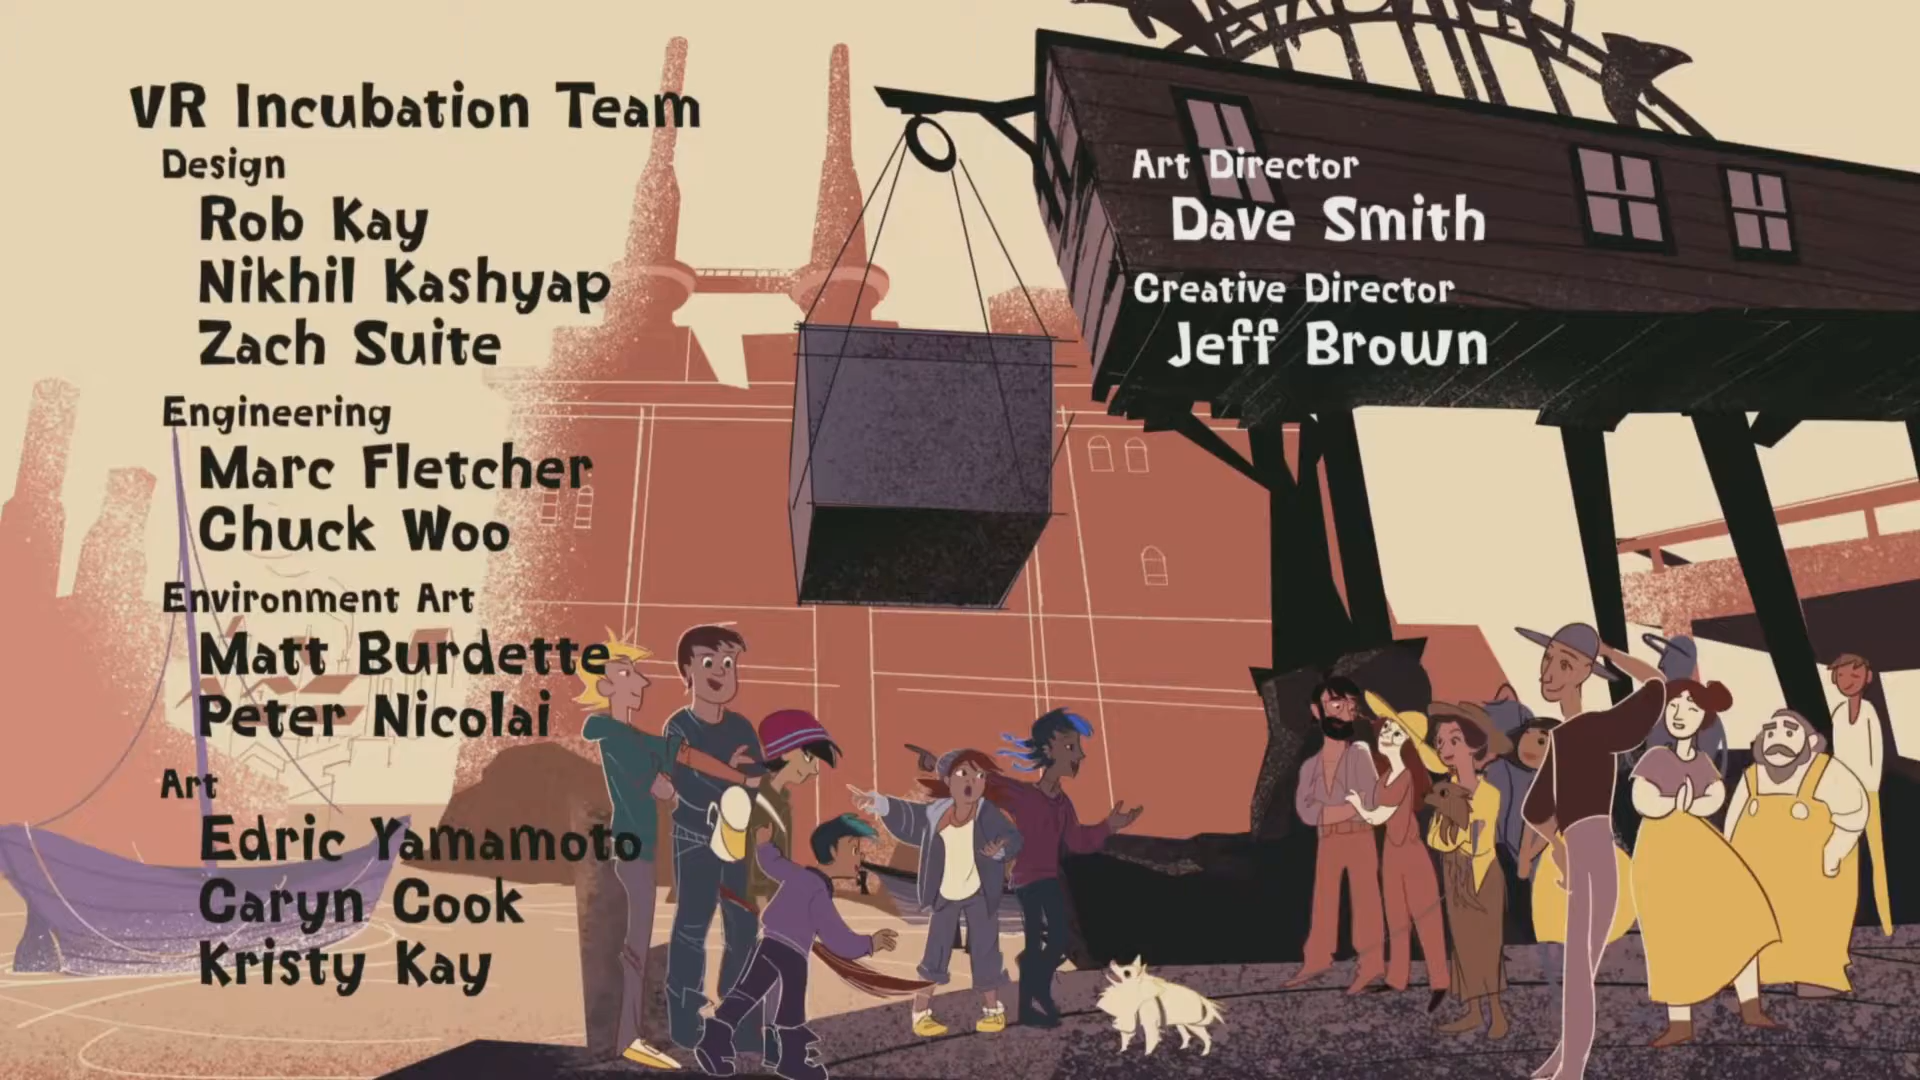 VR Incubation Team
Design
Rob Kay
Nikhil Kashyap
Zach Suite
Engineering
Marc Fletcher
Chuck Woo
Environment Art
Matt Burdette
Peter Nicolai
Art
Edric Yamamoto
Caryn Cook
Kristy Kay
Art Director
Dave Smith
Creative Director
Jeff Brown